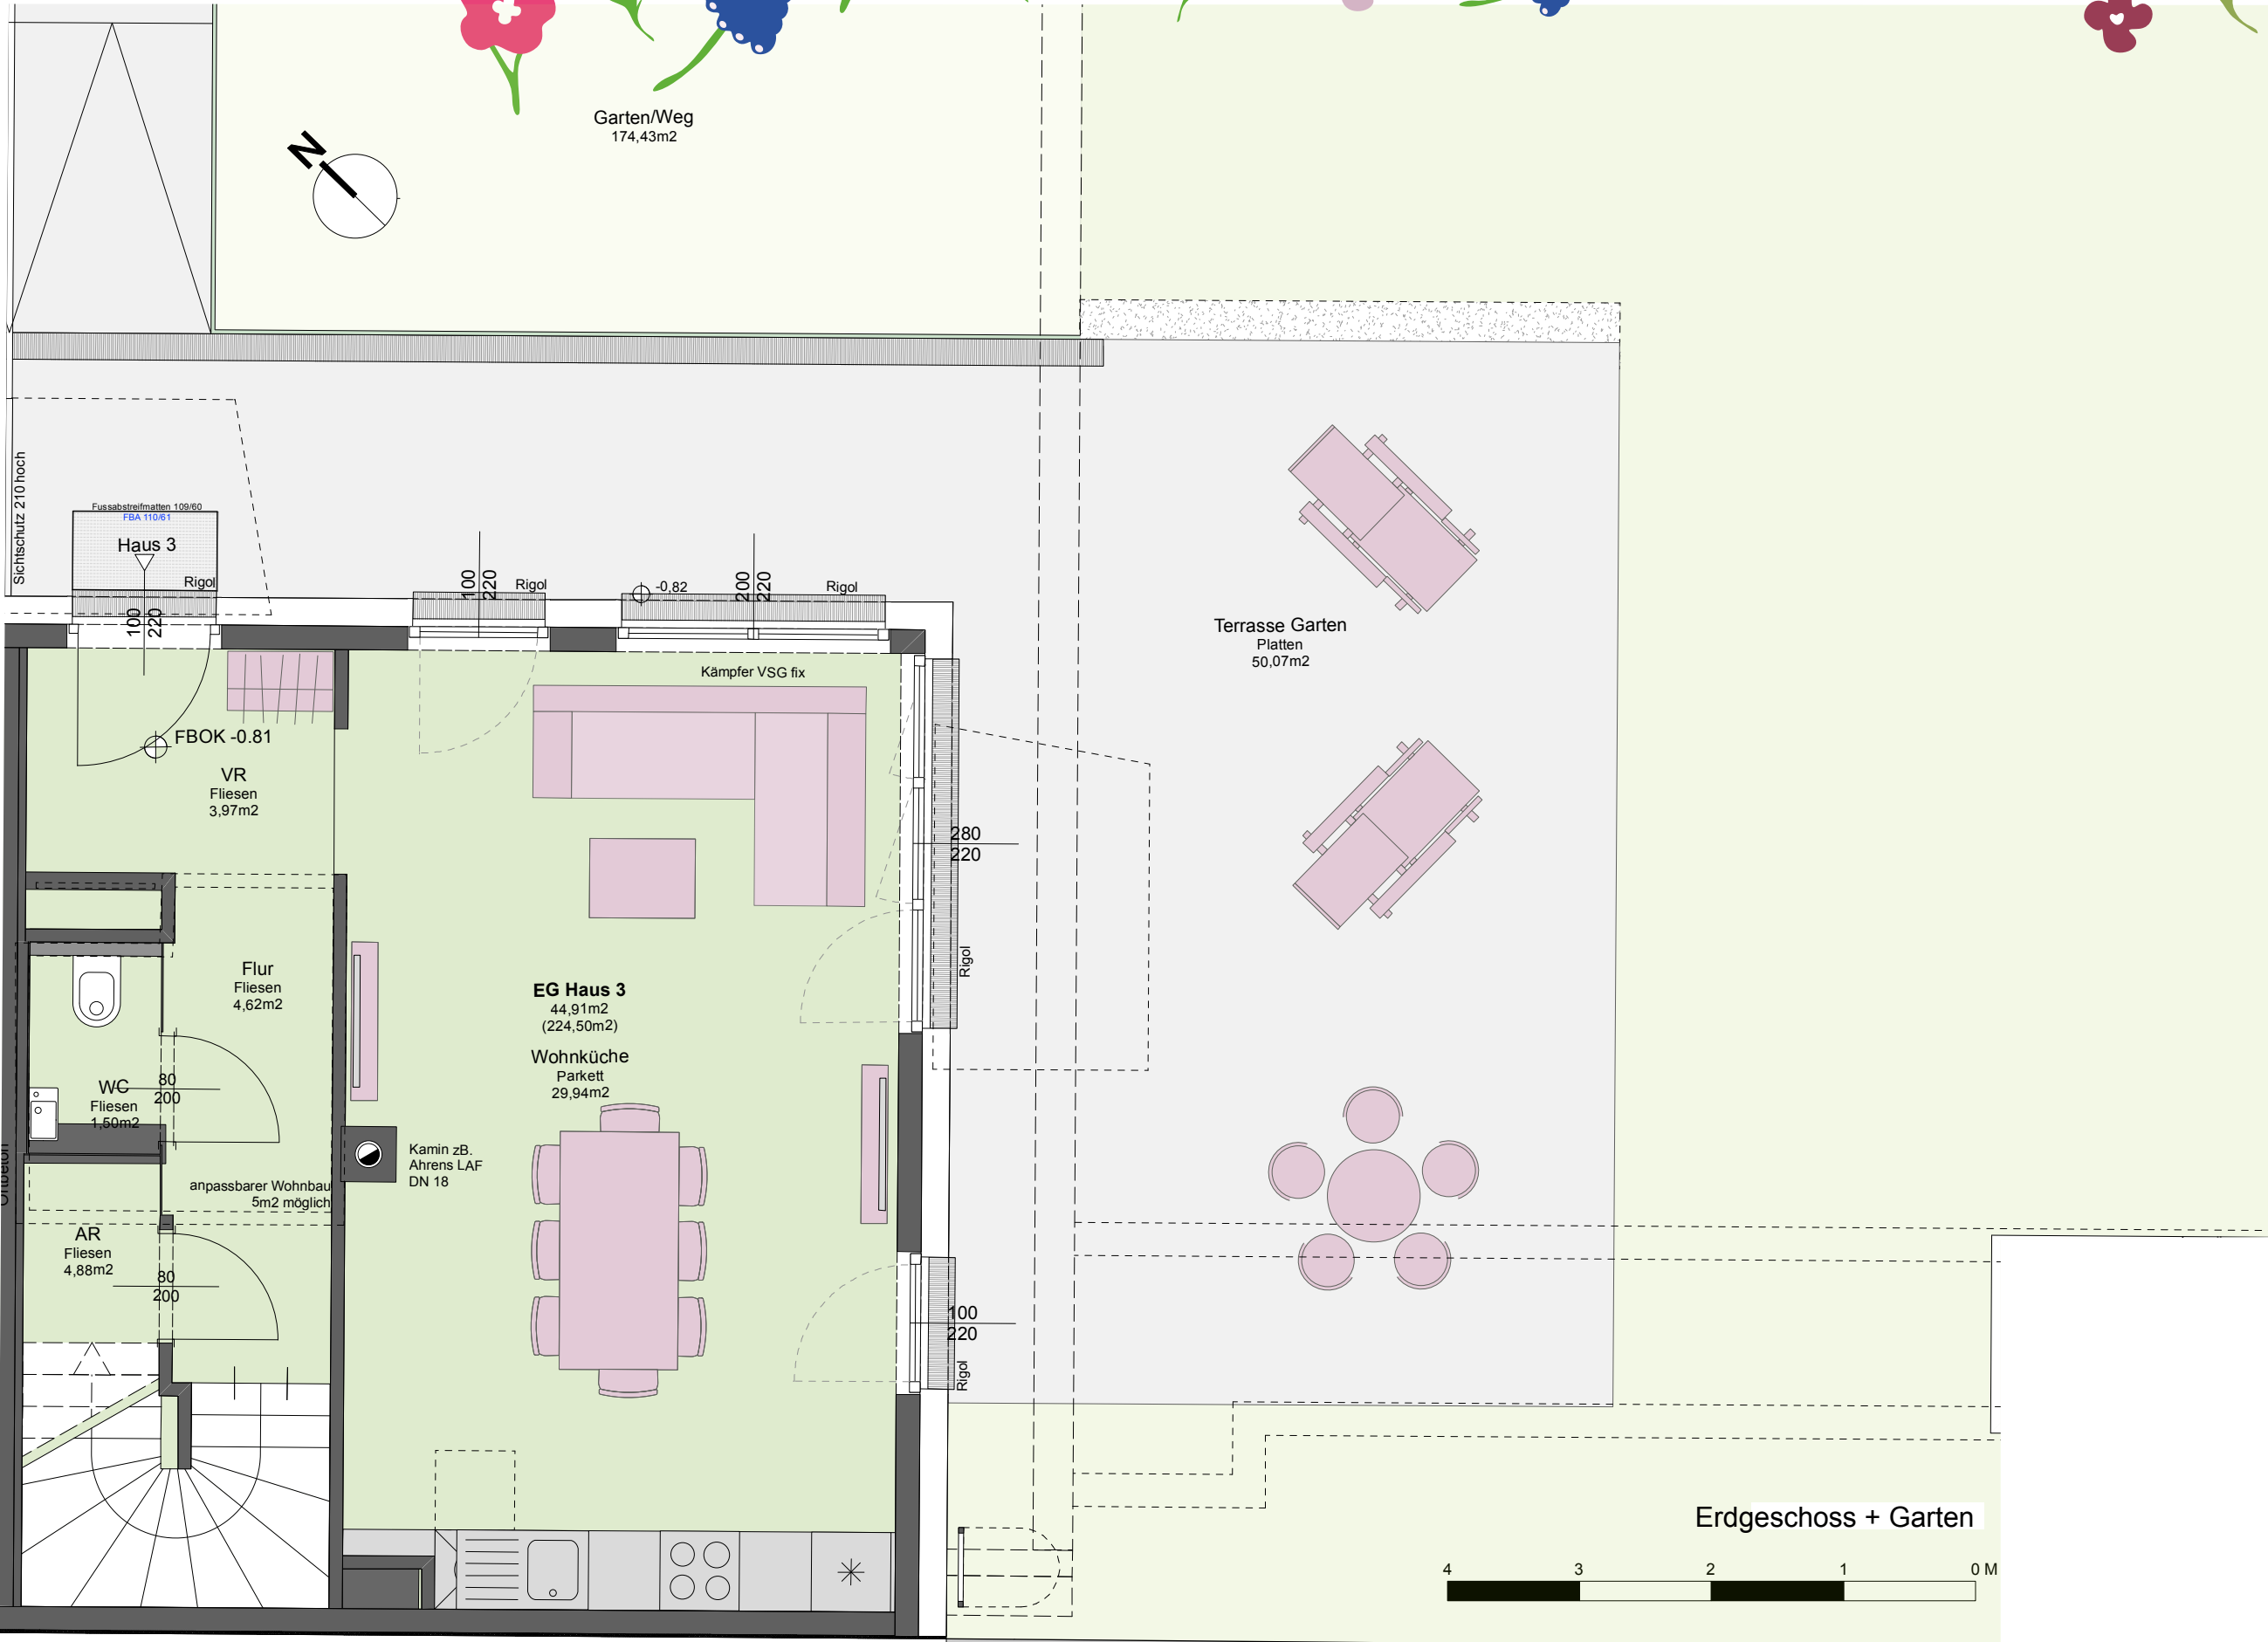 Garten/Weg
174,43m2
N
Sichtschutz 210 hoch
Fussabstreifmatten 109/60
FBA 110/61
Haus 3
Rigol
100
220
100
220
Rigol
-0,82
200
220
Rigol
Kämpfer VSG fix
FBOK -0.81
VR
Fliesen
3,97m2
Terrasse Garten
Platten
50,07m2
280
220
Rigol
Flur
Fliesen
4,62m2
EG Haus 3
44,91m2
(224,50m2)
Wohnküche
Parkett
29,94m2
WC
Fliesen
1,50m2
80
200
Kamin zB.
Ahrens LAF
DN 18
anpassbarer Wohnbau
5m2 möglich
Ortbeton
AR
Fliesen
4,88m2
80
200
100
220
Rigol
Erdgeschoss + Garten
4 3 2 1 0 M